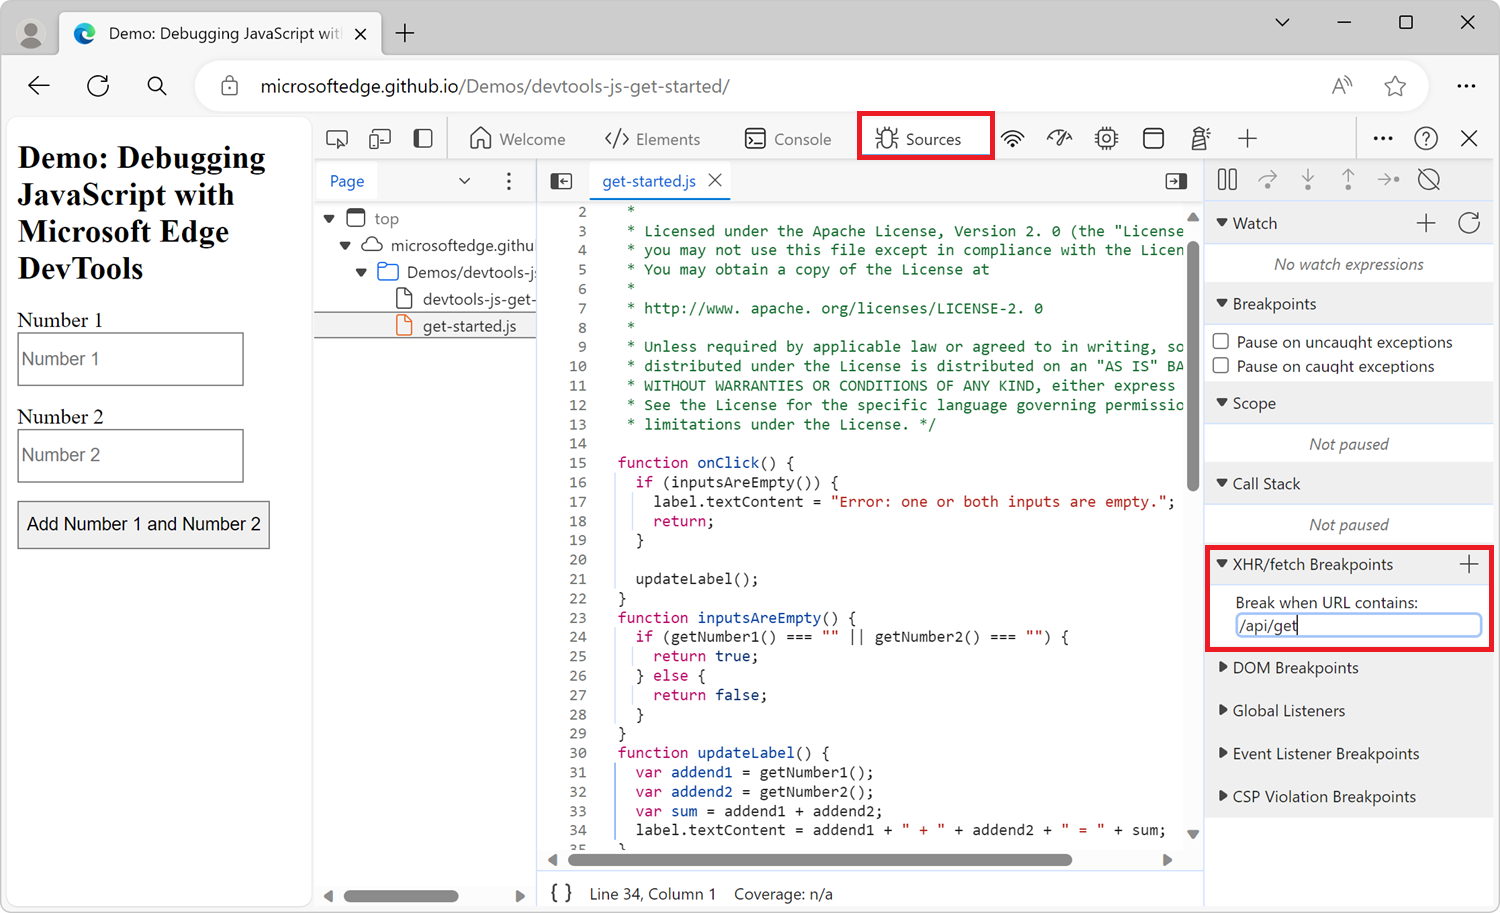 Demo: Debugging JavaScript wit
microsoftedge.github.io/Demos/devtools-js-get-started/
Demo: Debugging
JavaScript with
Microsoft Edge
DevTools
Number 1
Number 1
Number 2
Number 2
Add Number 1 and Number 2
Welcome
Elements
Console
Sources
Page
top
microsoftedge.githu
Demos/devtools-js
devtools-js-get-
get-started.js
get-started.js
2 *
3 * Licensed under the Apache License, Version 2. 0 (the "License
4 * you may not use this file except in compliance with the Licen
5 * You may obtain a copy of the License at
6 *
7 * http://www. apache. org/licenses/LICENSE-2. 0
8 *
9 * Unless required by applicable law or agreed to in writing, so
10 * distributed under the License is distributed on an "AS IS" BA
11 * WITHOUT WARRANTIES OR CONDITIONS OF ANY KIND, either express
12 * See the License for the specific language governing permissio
13 * limitations under the License. */
14
15 function onClick() {
16 if (inputsAreEmpty()) {
17 label.textContent = "Error: one or both inputs are empty.";
18 return;
19 }
20
21 updateLabel();
22 }
23 function inputsAreEmpty() {
24 if (getNumber1() === "" || getNumber2() === "") {
25 return true;
26 } else {
27 return false;
28 }
29 }
30 function updateLabel() {
31 var addend1 = getNumber1();
32 var addend2 = getNumber2();
33 var sum = addend1 + addend2;
34 label.textContent = addend1 + " + " + addend2 + " = " + sum;
35 }
{ } Line 34, Column 1 Coverage: n/a
Watch
No watch expressions
Breakpoints
Pause on uncaught exceptions
Pause on caught exceptions
Scope
Not paused
Call Stack
Not paused
XHR/fetch Breakpoints
Break when URL contains:
/api/get
DOM Breakpoints
Global Listeners
Event Listener Breakpoints
CSP Violation Breakpoints